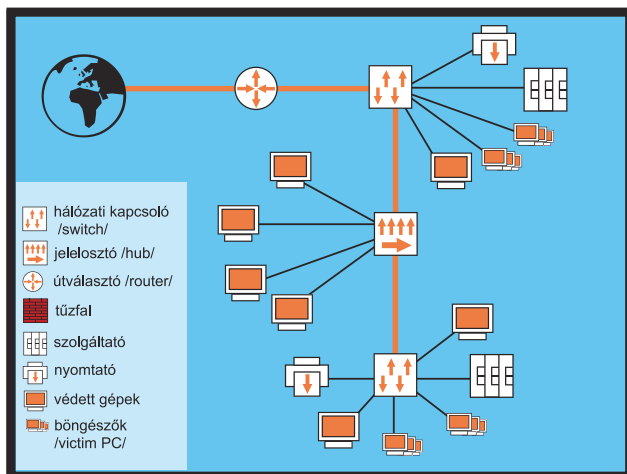 hálózati kapcsoló
/switch/
jelelosztó /hub/
útválasztó /router/
tűzfal
szolgáltató
nyomtató
védett gépek
böngészők
/victim PC/